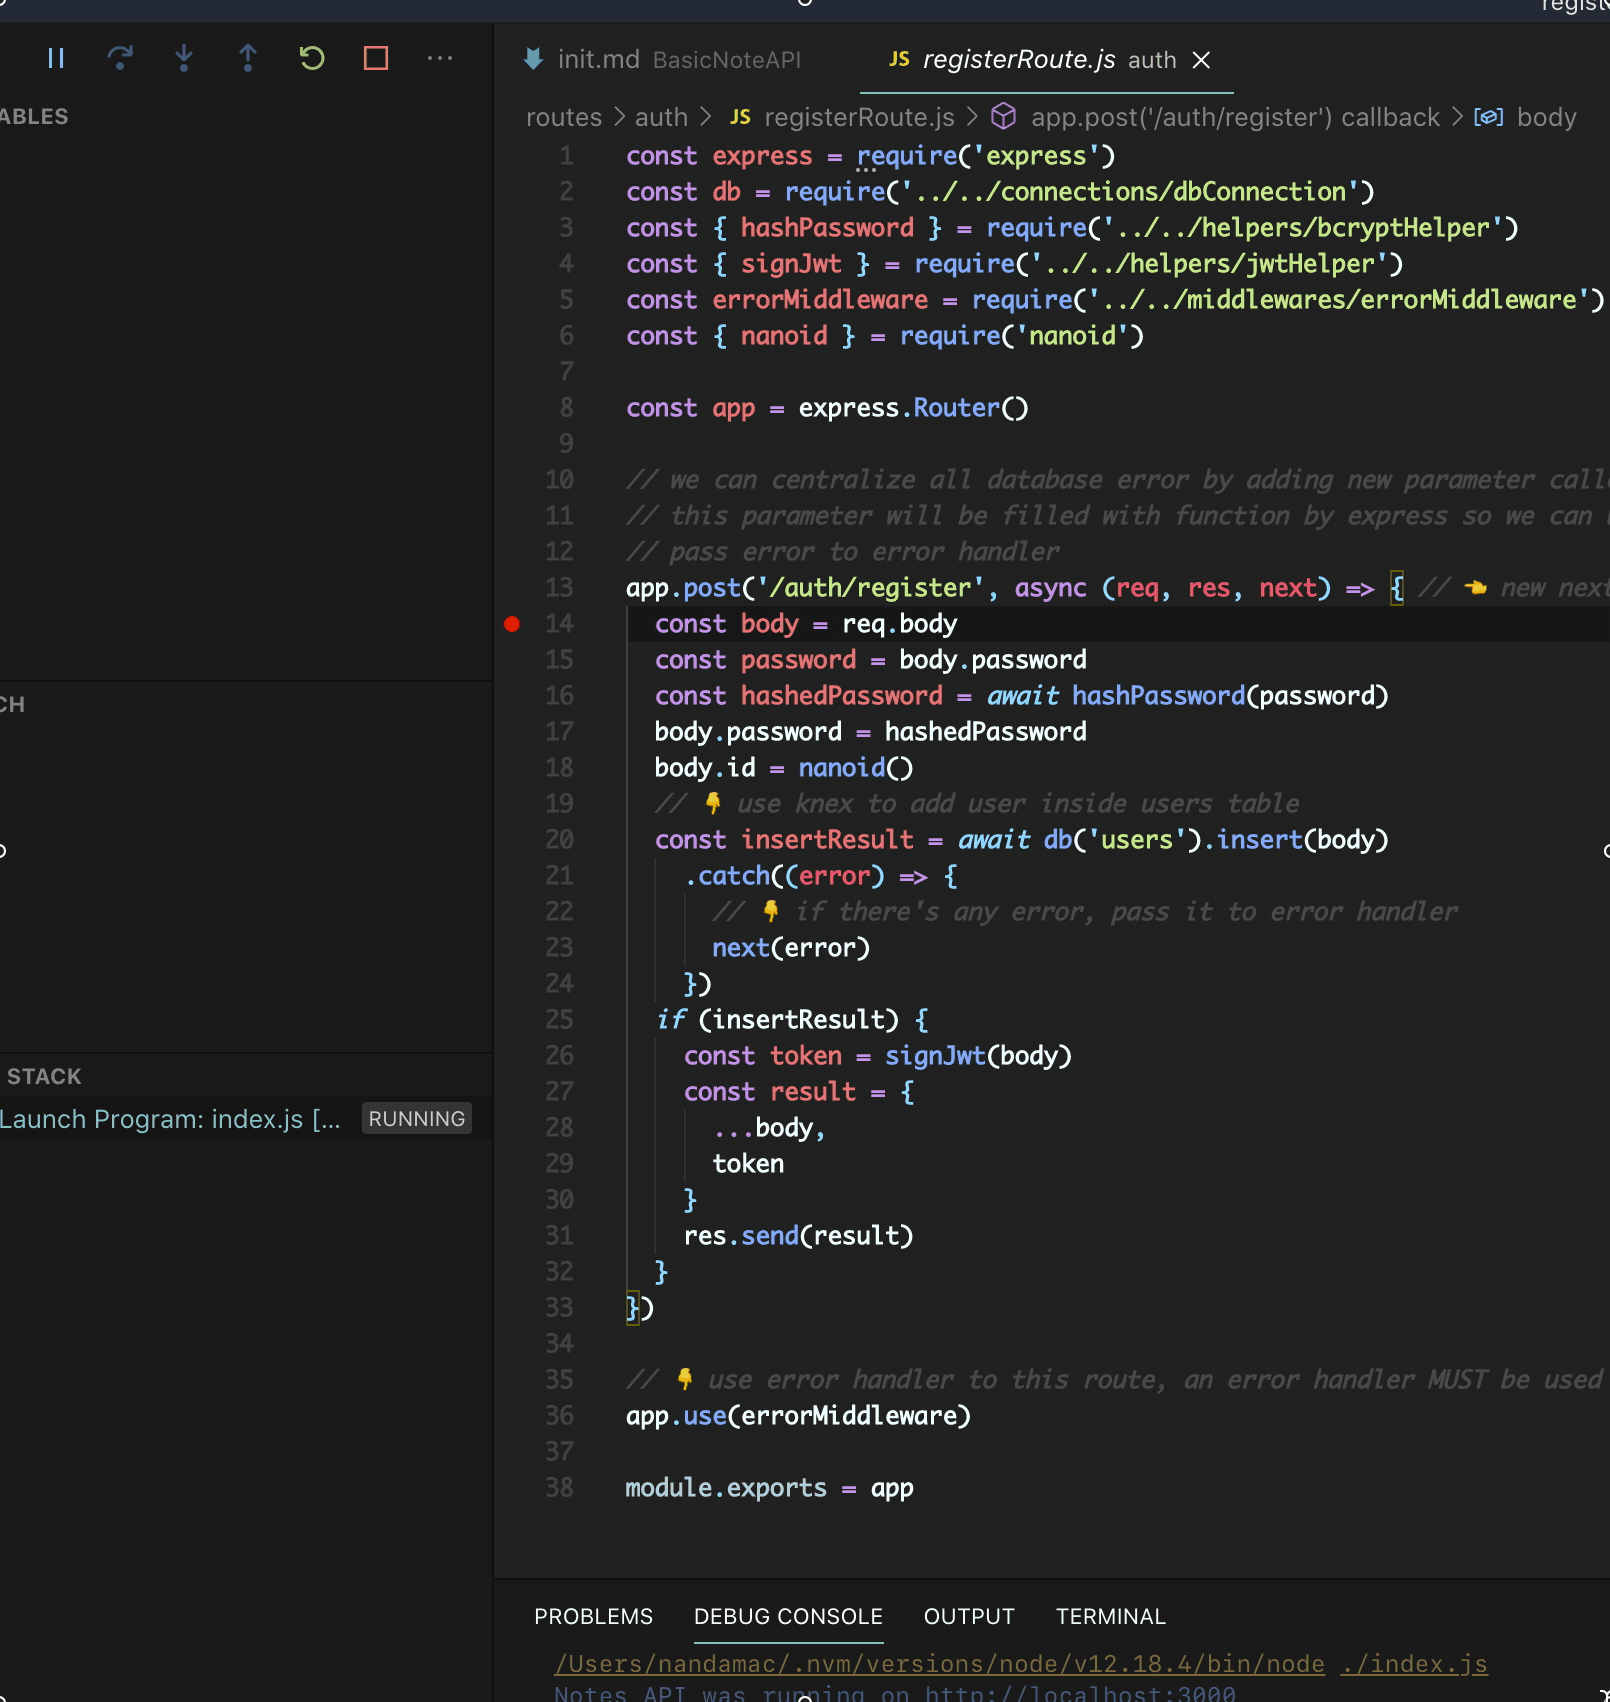 init.md BasicNoteAPI JS registerRoute.js auth
routes > auth > JS registerRoute.js > app.post('/auth/register') callback > body
1 const express = require('express')
2 const db = require('../../connections/dbConnection')
3 const { hashPassword } = require('../../helpers/bcryptHelper')
4 const { signJwt } = require('../../helpers/jwtHelper')
5 const errorMiddleware = require('../../middlewares/errorMiddleware')
6 const { nanoid } = require('nanoid')
7
8 const app = express.Router()
9
10 // we can centralize all database error by adding new parameter
11 // this parameter will be filled with function by express so we can
12 // pass error to error handler
13 app.post('/auth/register', async (req, res, next) => { // 👈 new
14 const body = req.body
15 const password = body.password
16 const hashedPassword = await hashPassword(password)
17 body.password = hashedPassword
18 body.id = nanoid()
19 // 👇 use knex to add user inside users table
20 const insertResult = await db('users').insert(body)
21 .catch((error) => {
22 // 👇 if there's any error, pass it to error handler
23 next(error)
24 })
25 if (insertResult) {
26 const token = signJwt(body)
27 const result = {
28 ...body,
29 token
30 }
31 res.send(result)
32 }
33 })
34
35 // 👇 use error handler to this route, an error handler MUST be used
36 app.use(errorMiddleware)
37
38 module.exports = app
STACK
Launch Program: index.js [... RUNNING
PROBLEMS DEBUG CONSOLE OUTPUT TERMINAL
/Users/nandamac/.nvm/versions/node/v12.18.4/bin/node ./index.js
Notes API was running on http://localhost:3000